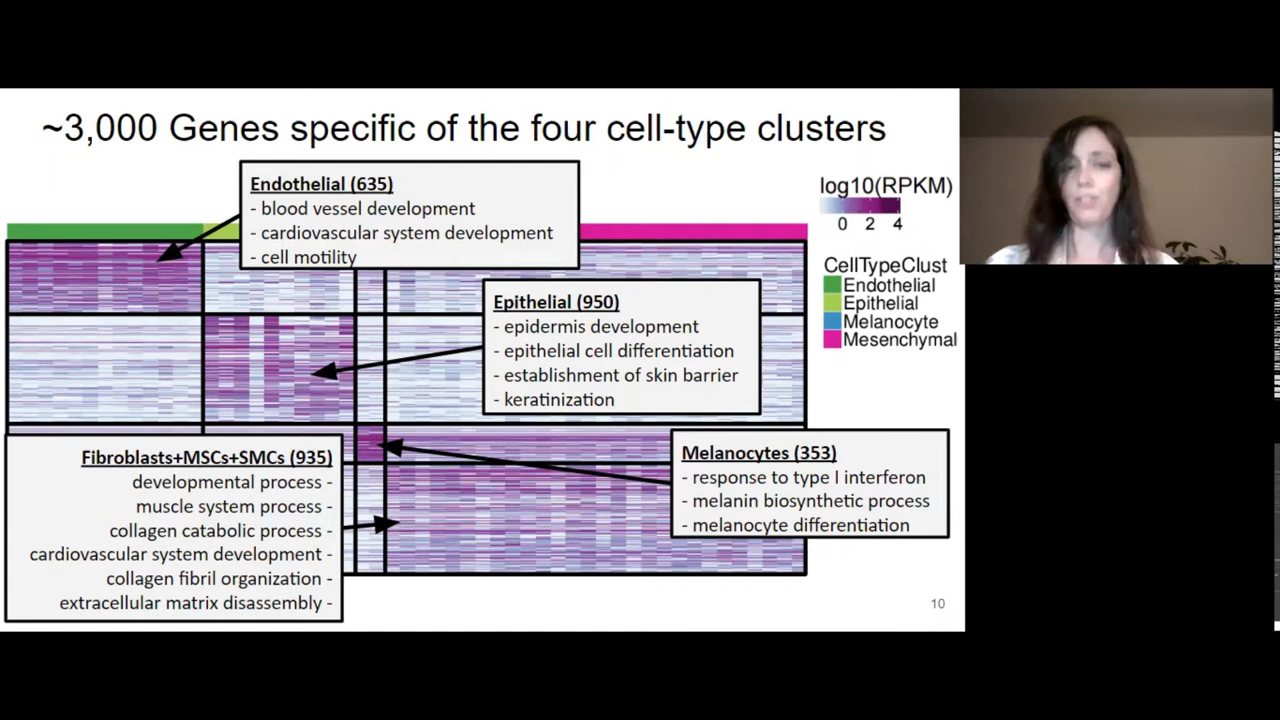 ~3,000 Genes specific of the four cell-type clusters
Endothelial (635)
- blood vessel development
- cardiovascular system development
- cell motility
log10(RPKM)
0 2 4
CellTypeClust
Endothelial
Epithelial
Melanocyte
Mesenchymal
Epithelial (950)
- epidermis development
- epithelial cell differentiation
- establishment of skin barrier
- keratinization
Fibroblasts+MSCs+SMCs (935)
developmental process -
muscle system process -
collagen catabolic process -
cardiovascular system development -
collagen fibril organization -
extracellular matrix disassembly -
Melanocytes (353)
- response to type I interferon
- melanin biosynthetic process
- melanocyte differentiation
10